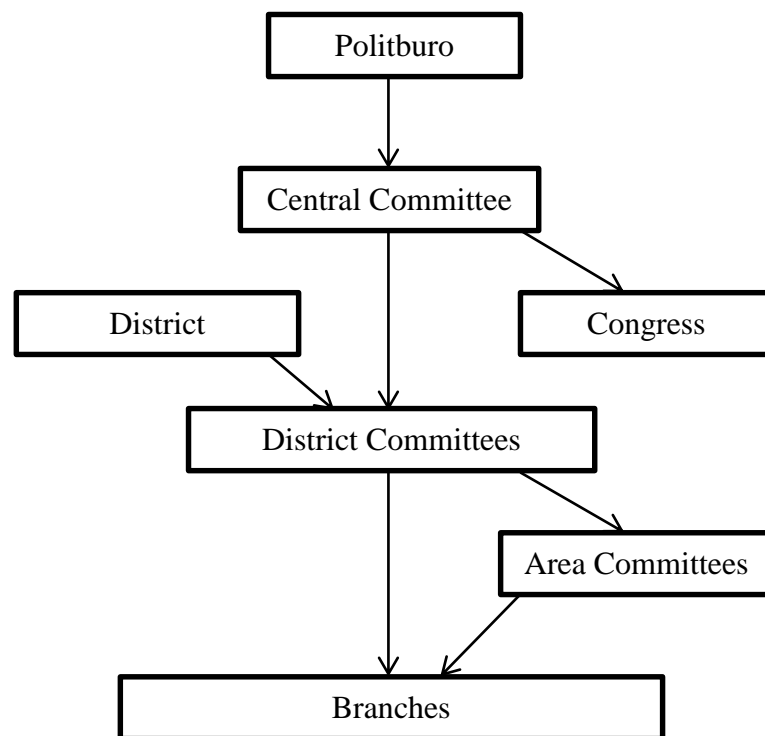 Politburo
Central Committee
District
Congress
District Committees
Area Committees
Branches